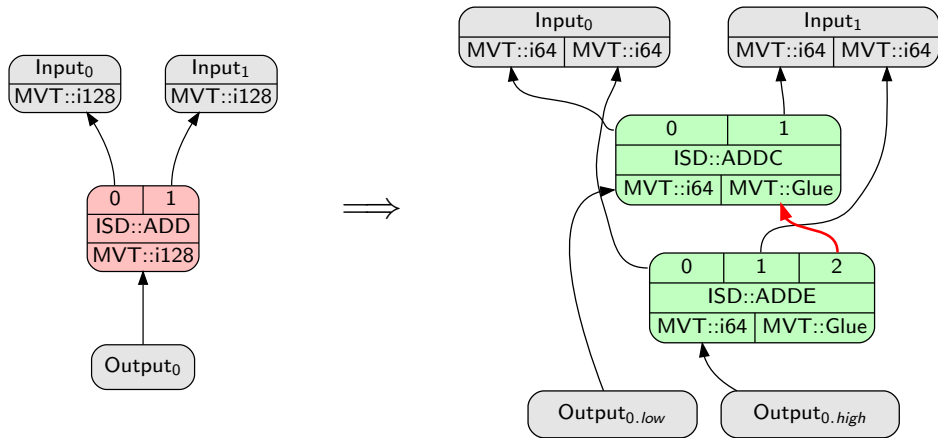 Input₀
MVT::i128
Input₁
MVT::i128
0 1
ISD::ADD
MVT::i128
Output₀
⟹
Input₀
MVT::i64 MVT::i64
Input₁
MVT::i64 MVT::i64
0 1
ISD::ADDC
MVT::i64 MVT::Glue
0 1 2
ISD::ADDE
MVT::i64 MVT::Glue
Output₀.low
Output₀.high